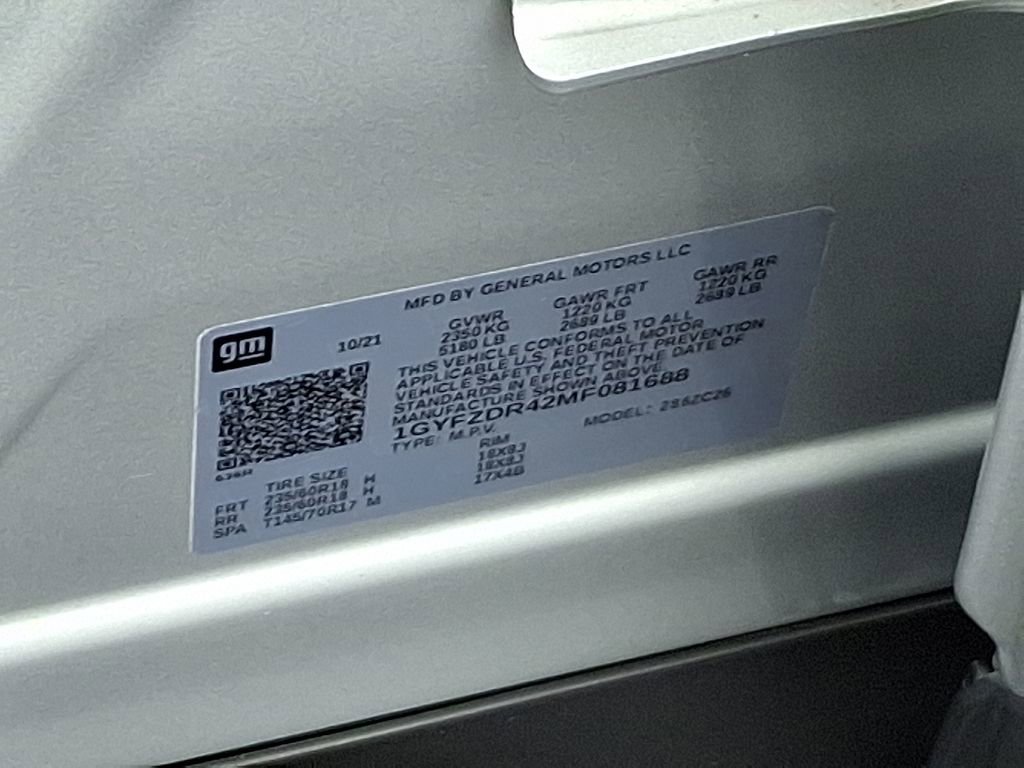 MFD BY GENERAL MOTORS LLC
gm
10/21
GVWR GAWR FRT GAWR RR
2350 KG 1220 KG 1220 KG
5180 LB 2689 LB 2689 LB
THIS VEHICLE CONFORMS TO ALL
APPLICABLE U.S. FEDERAL MOTOR
VEHICLE SAFETY AND THEFT PREVENTION
STANDARDS IN EFFECT ON THE DATE OF
MANUFACTURE SHOWN ABOVE.
1GYFZDR42MF081688
TYPE: M.P.V. MODEL: 2S6ZC26
TIRE SIZE RIM
FRT 235/60R18 H 18X8J
RR 235/60R18 H 18X8J
SPA T145/70R17 M 17X4B